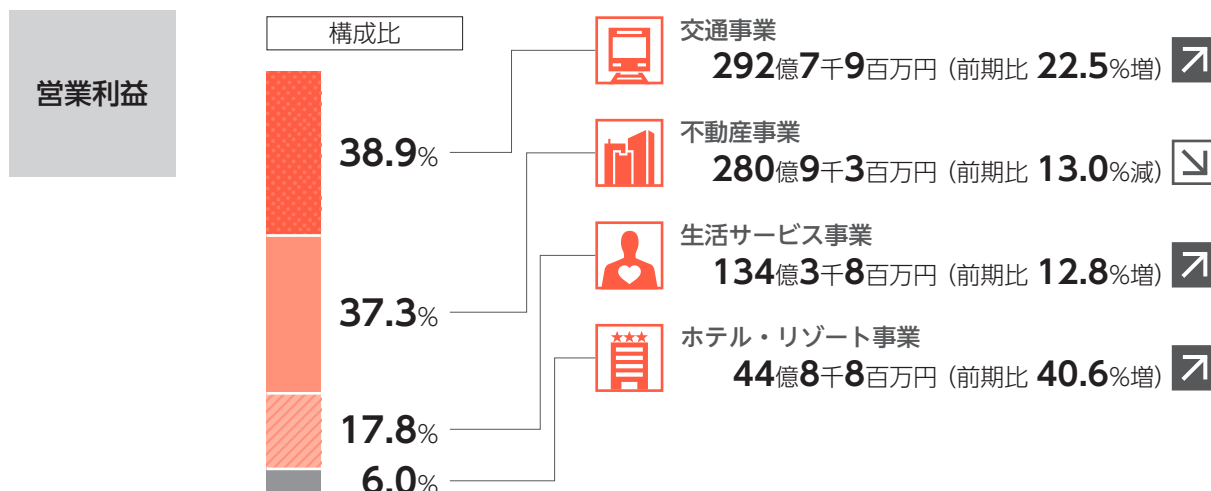 営業利益
構成比
38.9%
37.3%
17.8%
6.0%
交通事業
292億7千9百万円（前期比 22.5%増）
不動産事業
280億9千3百万円（前期比 13.0%減）
生活サービス事業
134億3千8百万円（前期比 12.8%増）
ホテル・リゾート事業
44億8千8百万円（前期比 40.6%増）